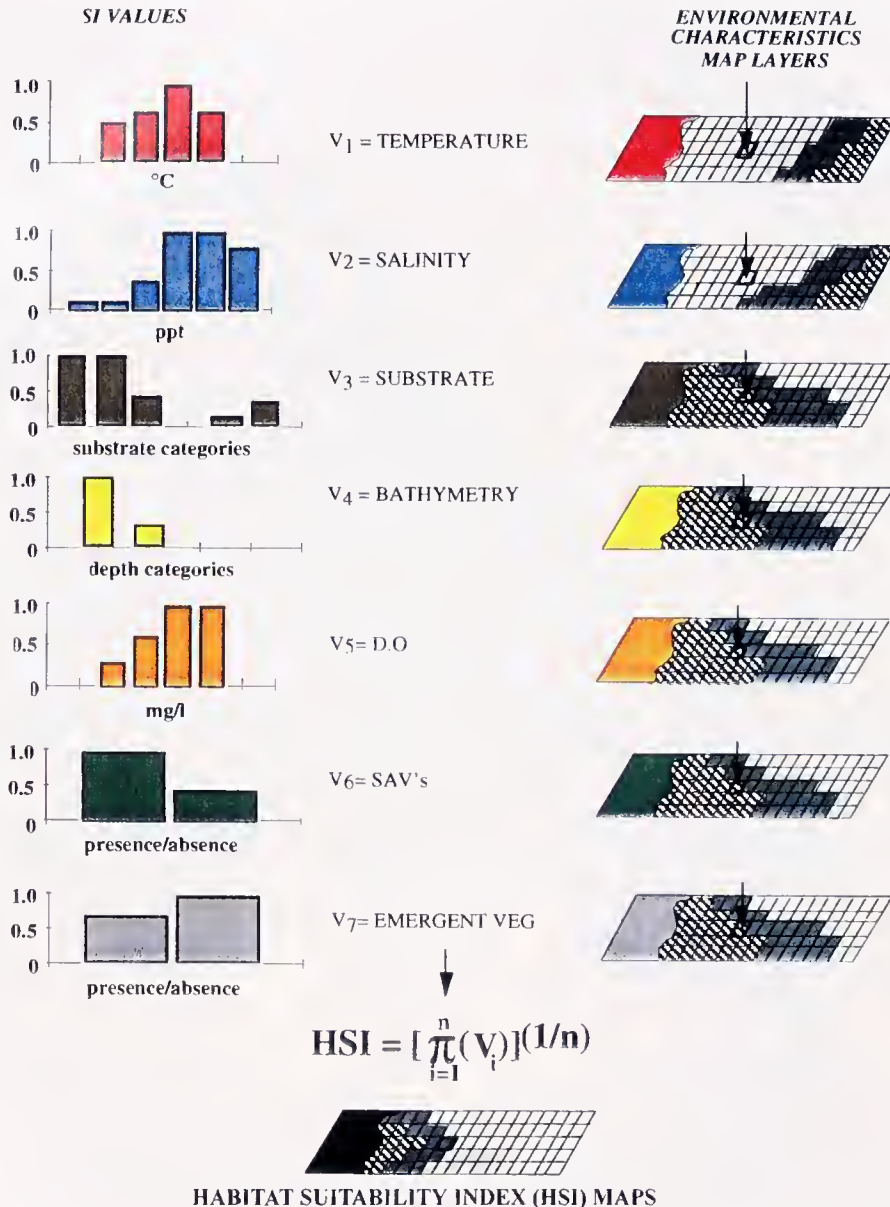 SI VALUES
ENVIRONMENTAL
CHARACTERISTICS
MAP LAYERS
1.0
0.5
0
°C
V1 = TEMPERATURE
1.0
0.5
0
ppt
V2 = SALINITY
1.0
0.5
0
substrate categories
V3 = SUBSTRATE
1.0
0.5
0
depth categories
V4 = BATHYMETRY
1.0
0.5
0
mg/l
V5= D.O
1.0
0.5
0
presence/absence
V6= SAV's
1.0
0.5
0
presence/absence
V7= EMERGENT VEG
HSI = [ n π i=1 (Vi)](1/n)
HABITAT SUITABILITY INDEX (HSI) MAPS